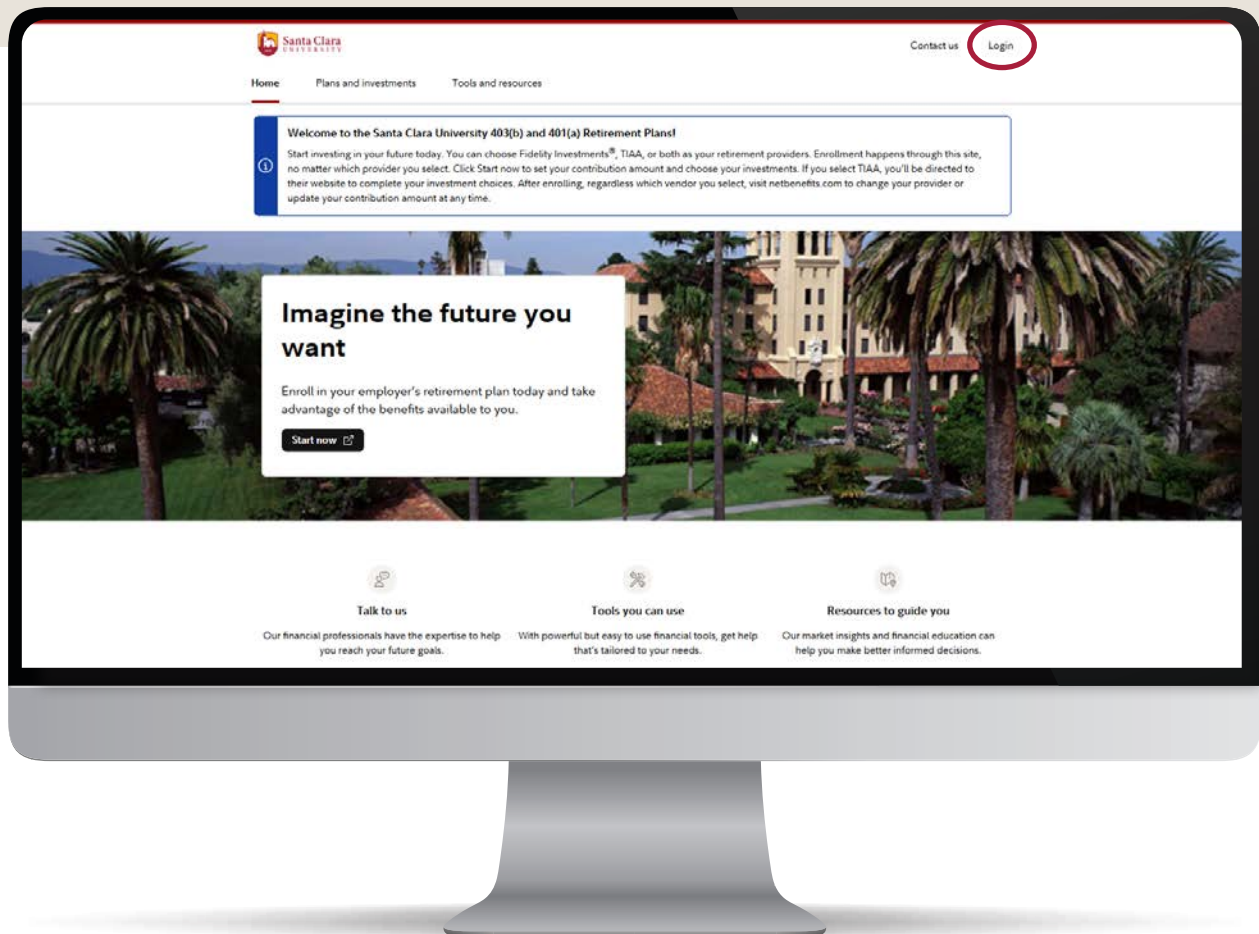 Santa Clara
UNIVERSITY
Contact us Login
Home Plans and investments Tools and resources
Welcome to the Santa Clara University 403(b) and 401(a) Retirement Plans!
Start investing in your future today. You can choose Fidelity Investments®, TIAA, or both as your retirement providers. Enrollment happens through this site,
no matter which provider you select. Click Start now to set your contribution amount and choose your investments. If you select TIAA, you'll be directed to
their website to complete your investment choices. After enrolling, regardless which vendor you select, visit netbenefits.com to change your provider or
update your contribution amount at any time.
Imagine the future you
want
Enroll in your employer's retirement plan today and take
advantage of the benefits available to you.
Start now
Talk to us
Our financial professionals have the expertise to help
you reach your future goals.
Tools you can use
With powerful but easy to use financial tools, get help
that's tailored to your needs.
Resources to guide you
Our market insights and financial education can
help you make better informed decisions.